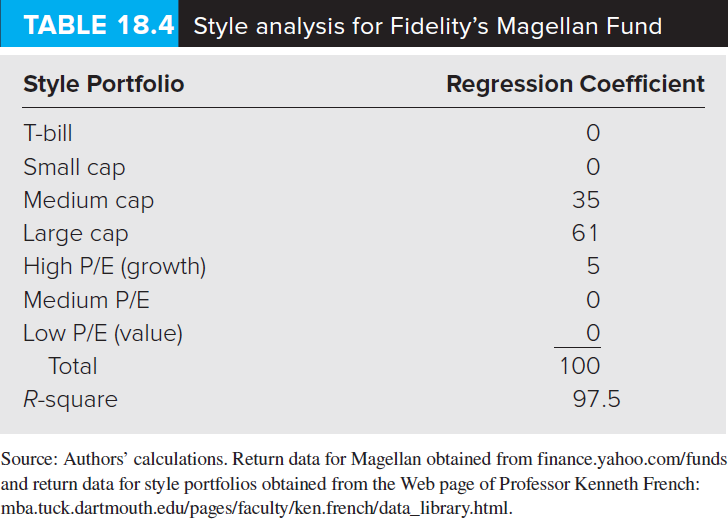 TABLE 18.4 Style analysis for Fidelity’s Magellan Fund
Style Portfolio Regression Coefficient
T-bill 0
Small cap 0
Medium cap 35
Large cap 61
High P/E (growth) 5
Medium P/E 0
Low P/E (value) 0
Total 100
R-square 97.5
Source: Authors’ calculations. Return data for Magellan obtained from finance.yahoo.com/funds
and return data for style portfolios obtained from the Web page of Professor Kenneth French:
mba.tuck.dartmouth.edu/pages/faculty/ken.french/data_library.html.